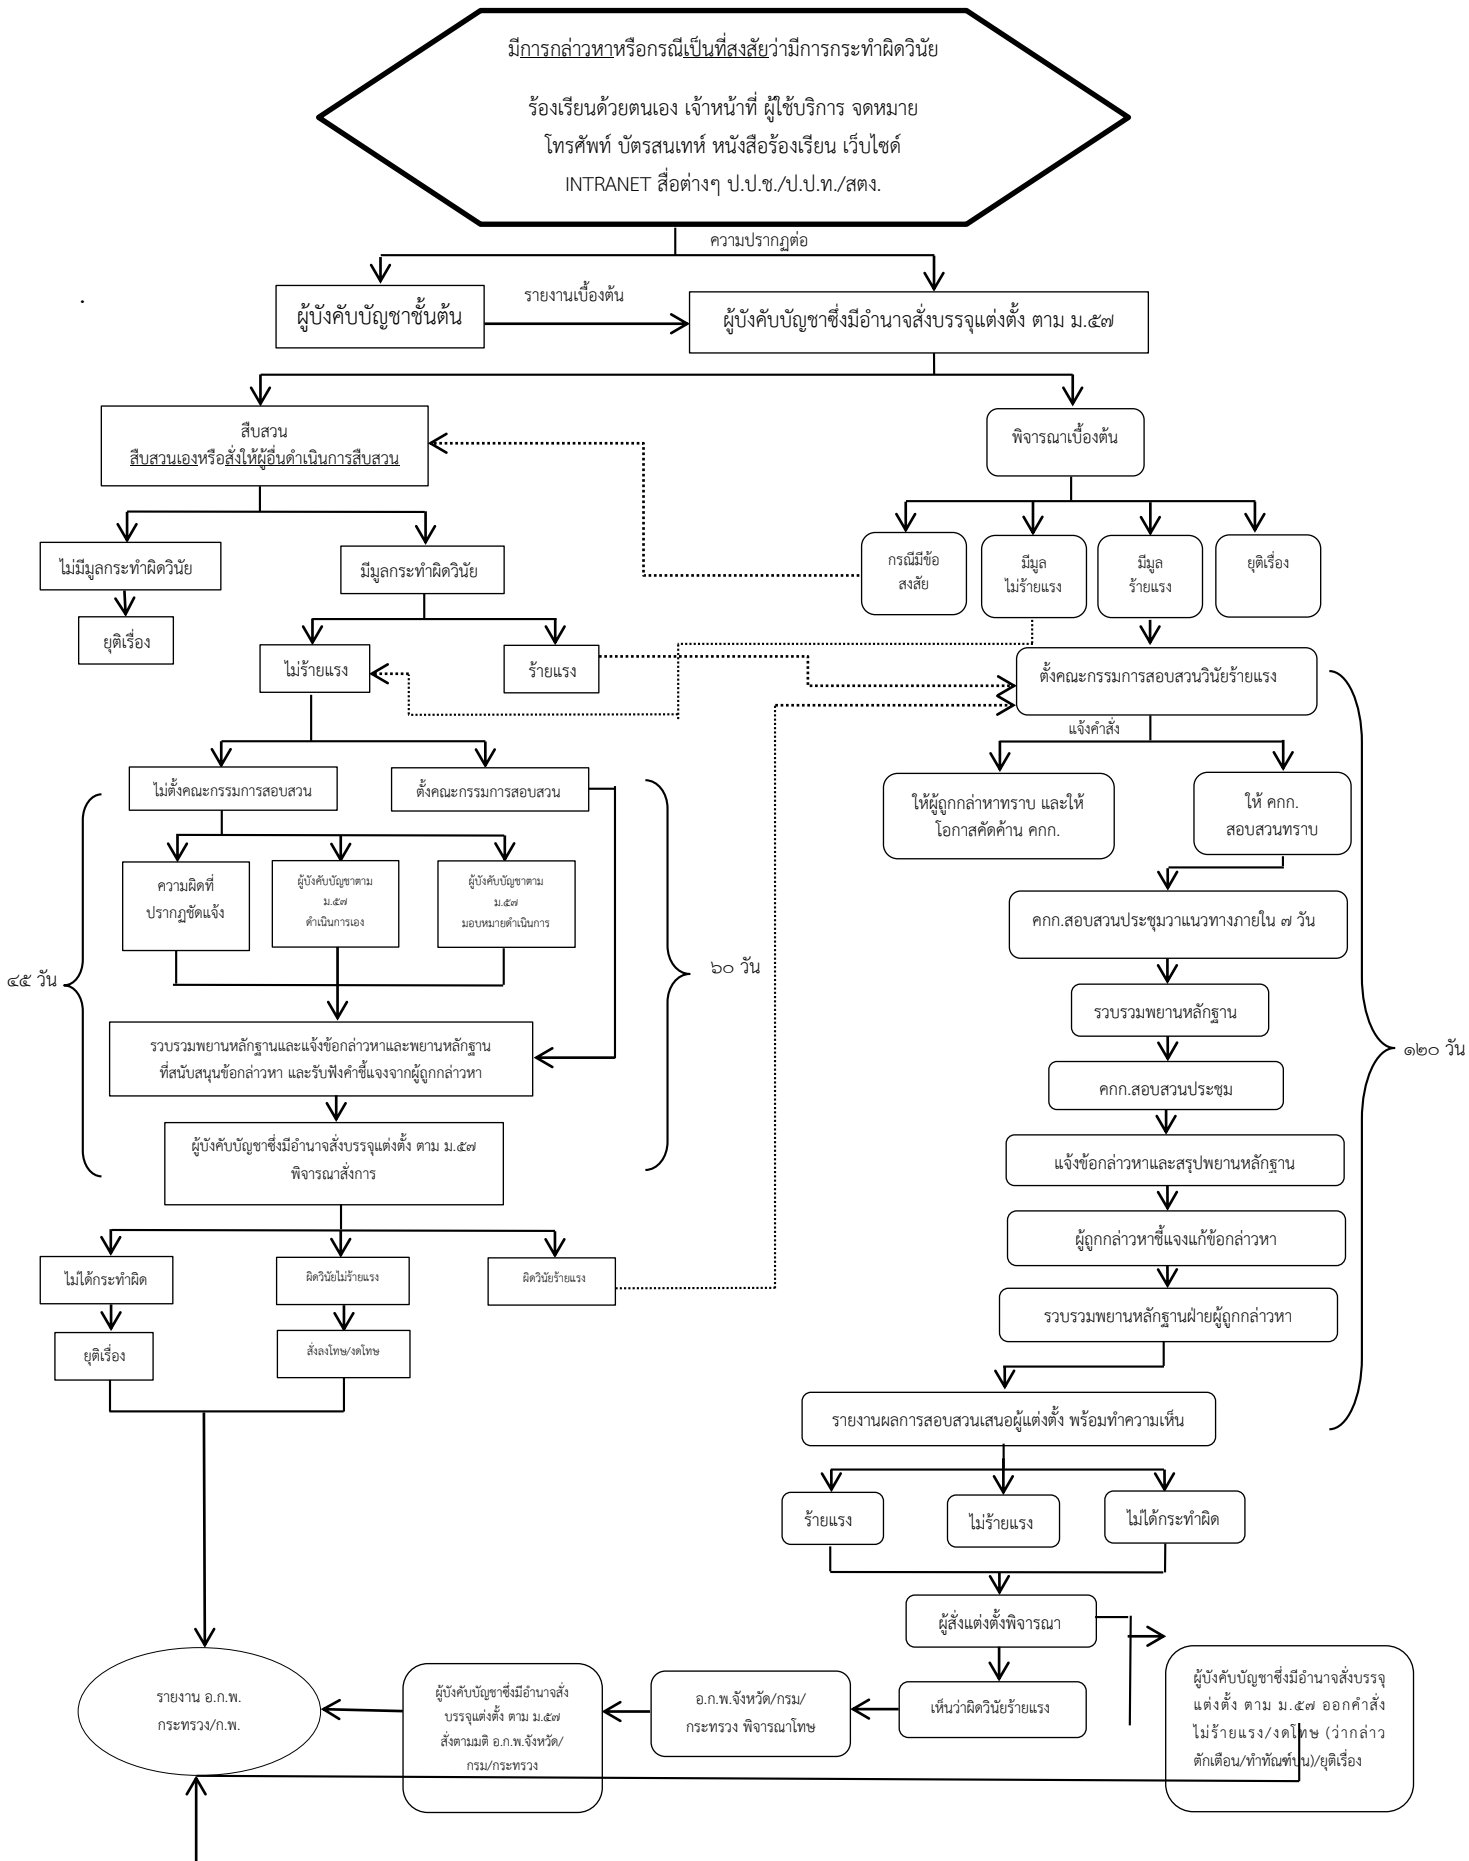 มีการกล่าวหาหรือกรณีเป็นที่สงสัยว่ามีการกระทำผิดวินัย
ร้องเรียนด้วยตนเอง เจ้าหน้าที่ ผู้ใช้บริการ จดหมาย
โทรศัพท์ บัตรสนเทห์ หนังสือร้องเรียน เว็บไซด์
INTRANET สื่อต่างๆ ป.ป.ช./ป.ป.ท./สตง.
ความปรากฏต่อ
ผู้บังคับบัญชาชั้นต้น
รายงานเบื้องต้น
ผู้บังคับบัญชาซึ่งมีอำนาจสั่งบรรจุแต่งตั้ง ตาม ม.๕๗
สืบสวน
สืบสวนเองหรือสั่งให้ผู้อื่นดำเนินการสืบสวน
พิจารณาเบื้องต้น
ไม่มีมูลกระทำผิดวินัย
มีมูลกระทำผิดวินัย
กรณีมีข้อ
สงสัย
มีมูล
ไม่ร้ายแรง
มีมูล
ร้ายแรง
ยุติเรื่อง
ยุติเรื่อง
ไม่ร้ายแรง
ร้ายแรง
ตั้งคณะกรรมการสอบสวนวินัยร้ายแรง
แจ้งคำสั่ง
ไม่ตั้งคณะกรรมการสอบสวน
ตั้งคณะกรรมการสอบสวน
ให้ผู้ถูกกล่าหาทราบ และให้
โอกาสคัดค้าน คกก.
ให้ คกก.
สอบสวนทราบ
ความผิดที่
ปรากฏชัดแจ้ง
ผู้บังคับบัญชาตาม
ม.๕๗
ดำเนินการเอง
ผู้บังคับบัญชาตาม
ม.๕๗
มอบหมายดำเนินการ
คกก.สอบสวนประชุมวาแนวทางภายใน ๗ วัน
๔๕ วัน
๖๐ วัน
รวบรวมพยานหลักฐาน
รวบรวมพยานหลักฐานและแจ้งข้อกล่าวหาและพยานหลักฐาน
ที่สนับสนุนข้อกล่าวหา และรับฟังคำชี้แจงจากผู้ถูกกล่าวหา
๑๒๐ วัน
คกก.สอบสวนประชุม
ผู้บังคับบัญชาซึ่งมีอำนาจสั่งบรรจุแต่งตั้ง ตาม ม.๕๗
พิจารณาสั่งการ
แจ้งข้อกล่าวหาและสรุปพยานหลักฐาน
ผู้ถูกกล่าวหาชี้แจงแก้ข้อกล่าวหา
ไม่ได้กระทำผิด
ผิดวินัยไม่ร้ายแรง
ผิดวินัยร้ายแรง
รวบรวมพยานหลักฐานฝ่ายผู้ถูกกล่าวหา
ยุติเรื่อง
สั่งลงโทษ/งดโทษ
รายงานผลการสอบสวนเสนอผู้แต่งตั้ง พร้อมทำความเห็น
ร้ายแรง
ไม่ร้ายแรง
ไม่ได้กระทำผิด
ผู้สั่งแต่งตั้งพิจารณา
รายงาน อ.ก.พ.
กระทรวง/ก.พ.
ผู้บังคับบัญชาซึ่งมีอำนาจสั่ง
บรรจุแต่งตั้ง ตาม ม.๕๗
สั่งตามมติ อ.ก.พ.จังหวัด/
กรม/กระทรวง
อ.ก.พ.จังหวัด/กรม/
กระทรวง พิจารณาโทษ
เห็นว่าผิดวินัยร้ายแรง
ผู้บังคับบัญชาซึ่งมีอำนาจสั่งบรรจุ
แต่งตั้ง ตาม ม.๕๗ ออกคำสั่ง
ไม่ร้ายแรง/งดโทษ (ว่ากล่าว
ตักเตือน/ทำทัณฑ์บน)/ยุติเรื่อง